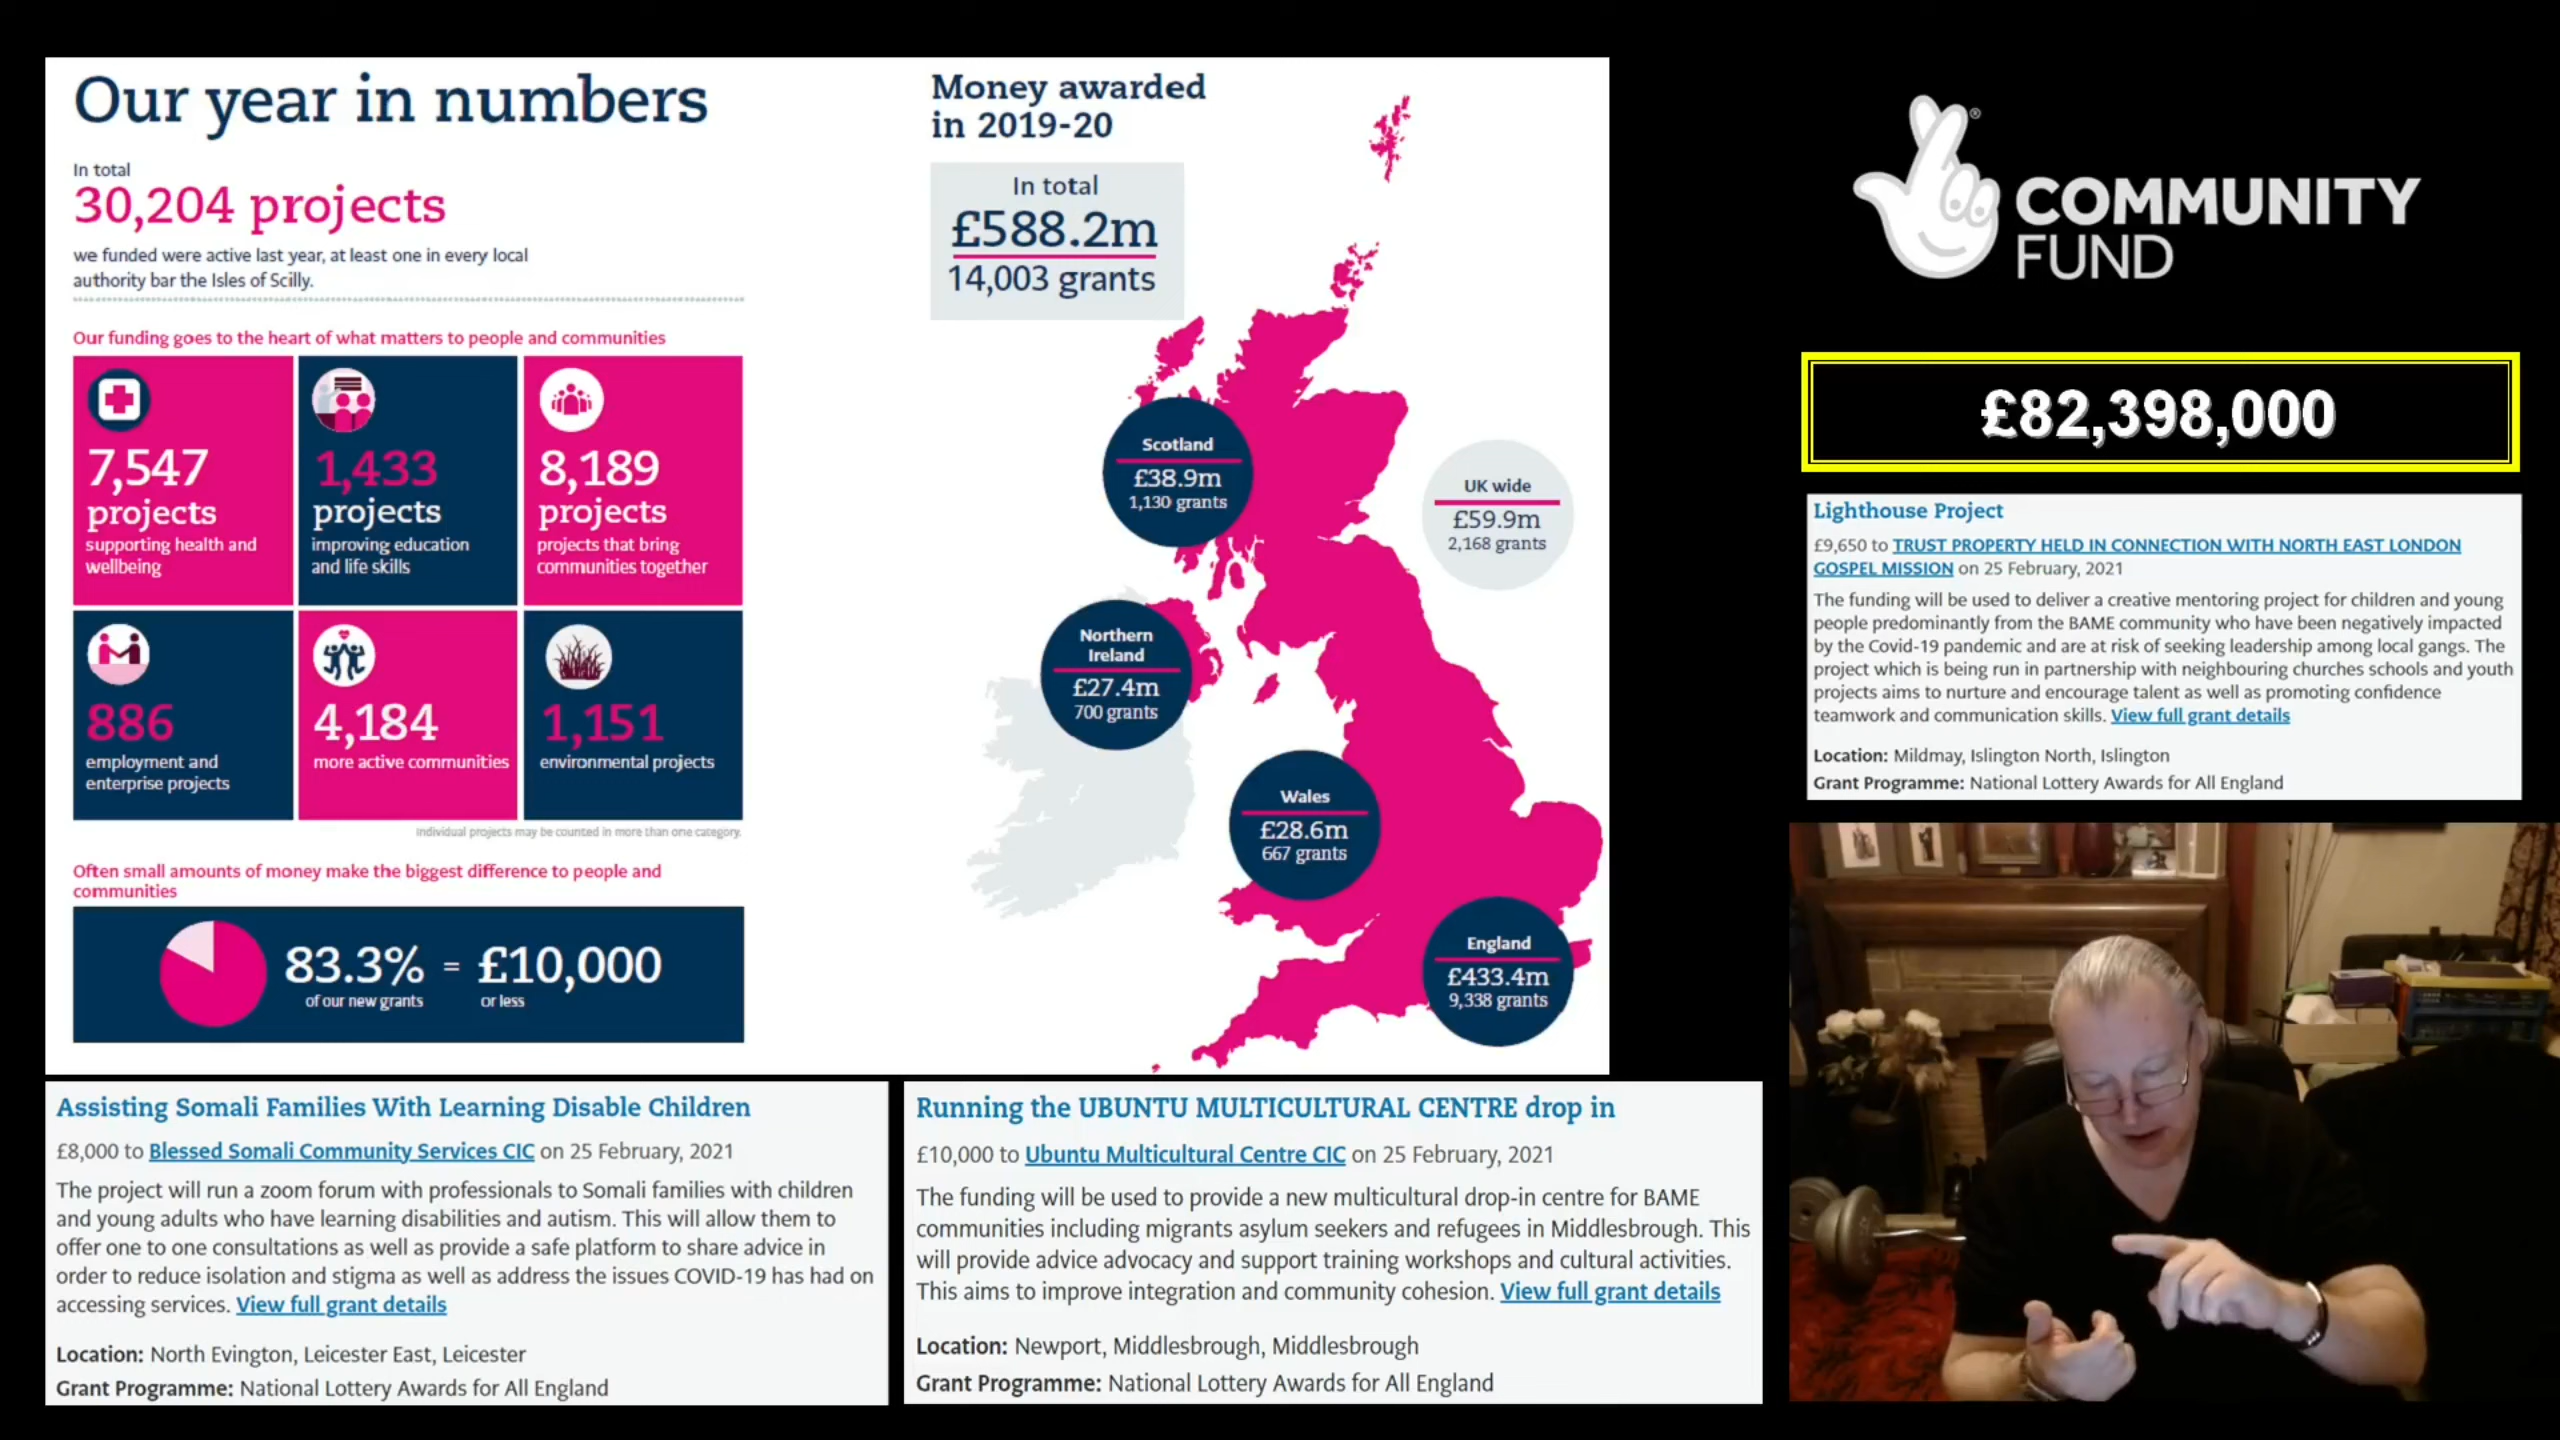 Our year in numbers
In total
30,204 projects
we funded were active last year, at least one in every local
authority bar the Isles of Scilly.
Our funding goes to the heart of what matters to people and communities
7,547
projects
supporting health and
wellbeing
1,433
projects
improving education
and life skills
8,189
projects
projects that bring
communities together
886
employment and
enterprise projects
4,184
more active communities
1,151
environmental projects
Individual projects may be counted in more than one category.
Often small amounts of money make the biggest difference to people and
communities
83.3% = £10,000
of our new grants or less
Money awarded
in 2019-20
In total
£588.2m
14,003 grants
Scotland
£38.9m
1,130 grants
UK wide
£59.9m
2,168 grants
Northern
Ireland
£27.4m
700 grants
Wales
£28.6m
667 grants
England
£433.4m
9,338 grants
®
COMMUNITY
FUND
£82,398,000
Lighthouse Project
£9,650 to TRUST PROPERTY HELD IN CONNECTION WITH NORTH EAST LONDON
GOSPEL MISSION on 25 February, 2021
The funding will be used to deliver a creative mentoring project for children and young
people predominantly from the BAME community who have been negatively impacted
by the Covid-19 pandemic and are at risk of seeking leadership among local gangs. The
project which is being run in partnership with neighbouring churches schools and youth
projects aims to nurture and encourage talent as well as promoting confidence
teamwork and communication skills. View full grant details
Location: Mildmay, Islington North, Islington
Grant Programme: National Lottery Awards for All England
Assisting Somali Families With Learning Disable Children
£8,000 to Blessed Somali Community Services CIC on 25 February, 2021
The project will run a zoom forum with professionals to Somali families with children
and young adults who have learning disabilities and autism. This will allow them to
offer one to one consultations as well as provide a safe platform to share advice in
order to reduce isolation and stigma as well as address the issues COVID-19 has had on
accessing services. View full grant details
Location: North Evington, Leicester East, Leicester
Grant Programme: National Lottery Awards for All England
Running the UBUNTU MULTICULTURAL CENTRE drop in
£10,000 to Ubuntu Multicultural Centre CIC on 25 February, 2021
The funding will be used to provide a new multicultural drop-in centre for BAME
communities including migrants asylum seekers and refugees in Middlesbrough. This
will provide advice advocacy and support training workshops and cultural activities.
This aims to improve integration and community cohesion. View full grant details
Location: Newport, Middlesbrough, Middlesbrough
Grant Programme: National Lottery Awards for All England